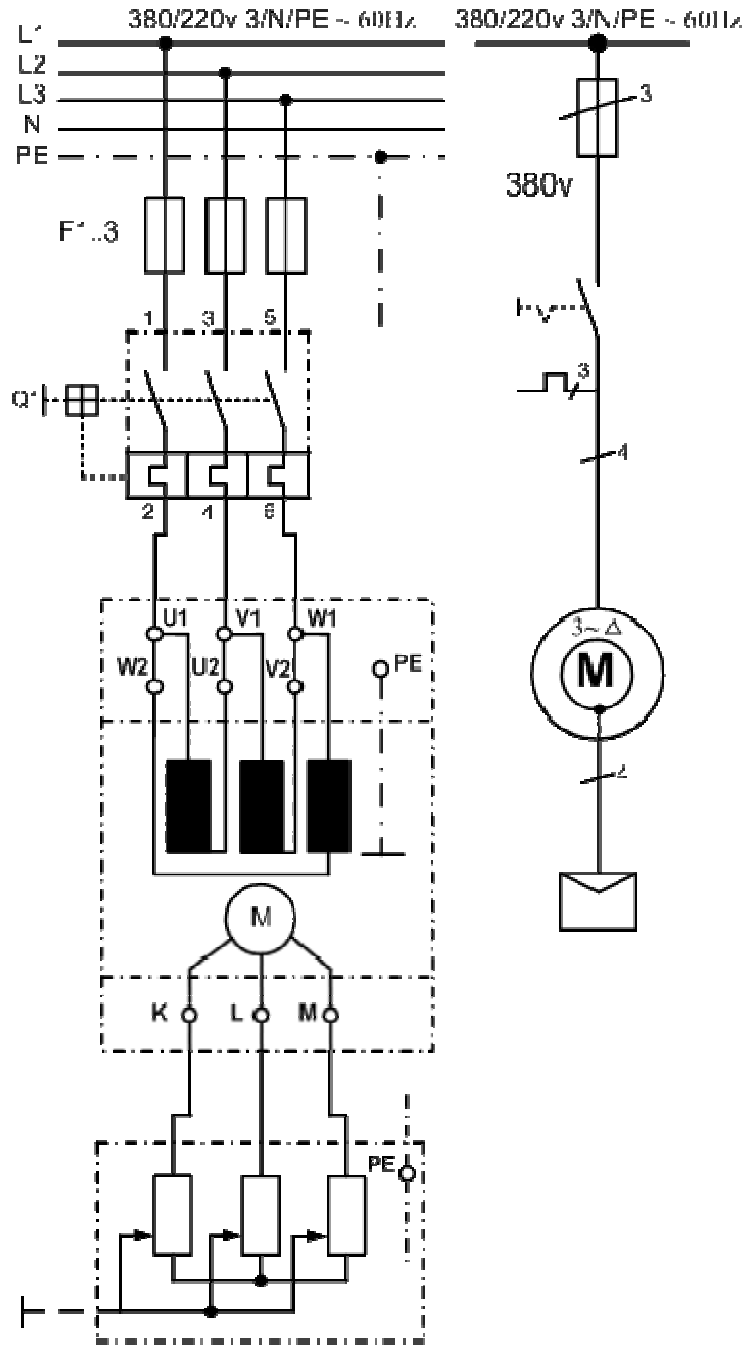 380/220v 3/N/PE ~ 60Hz
L1
L2
L3
N
PE
F1..3
1 3 5
Q1
2 4 6
U1 V1 W1
W2 U2 V2 PE
M
K L M
PE
380/220v 3/N/PE ~ 60Hz
3
380v
3
4
3~ Δ
M